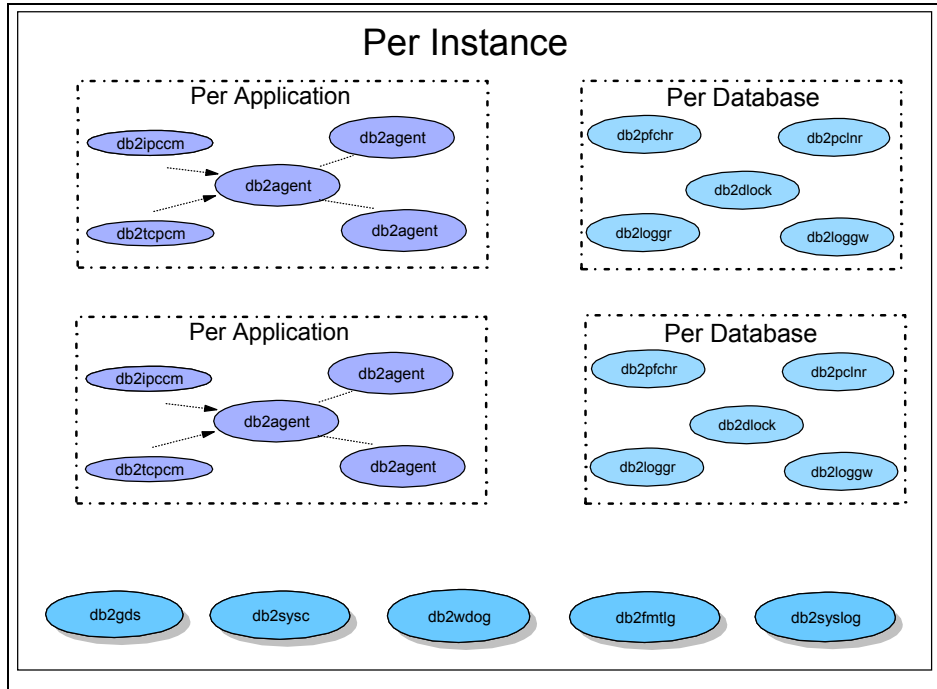 Per Instance
Per Application
db2ipccm
db2agent
db2agent
db2tcpcm
db2agent
Per Database
db2pfchr
db2pclnr
db2dlock
db2loggr
db2loggw
Per Application
db2ipccm
db2agent
db2agent
db2tcpcm
db2agent
Per Database
db2pfchr
db2pclnr
db2dlock
db2loggr
db2loggw
db2gds
db2sysc
db2wdog
db2fmtlg
db2syslog